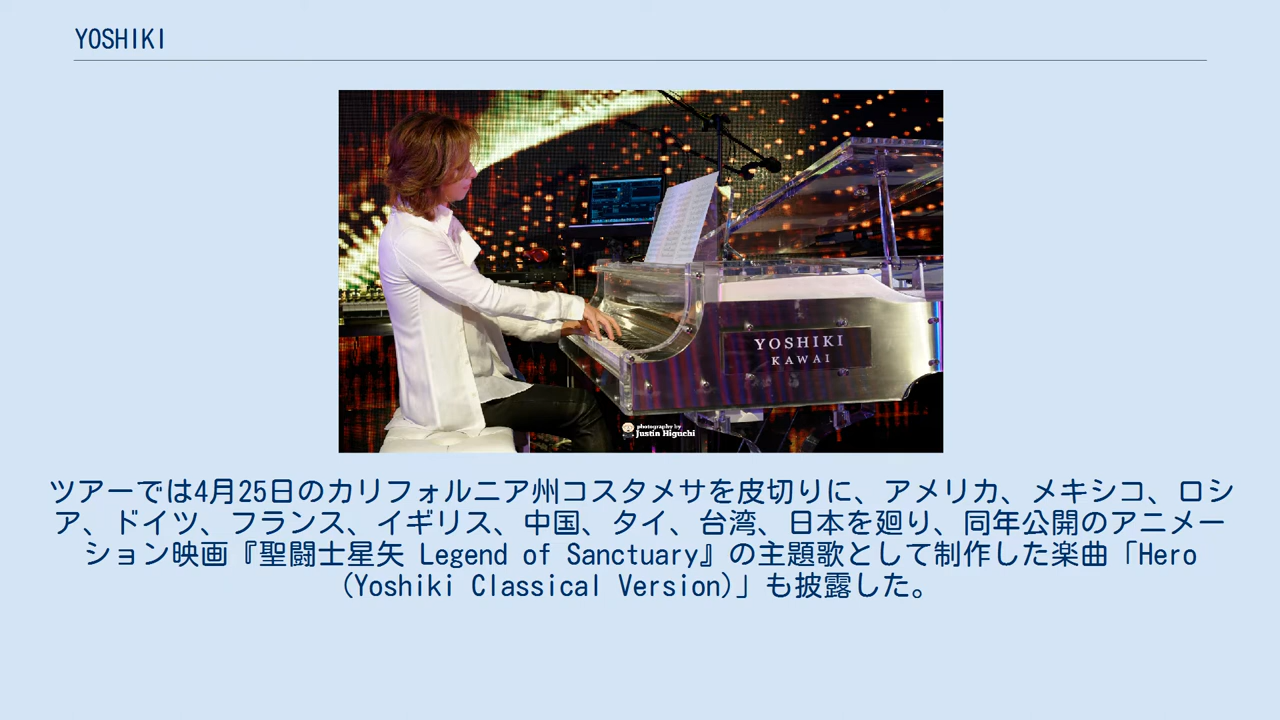 YOSHIKI
YOSHIKI
KAWAI
photography by
Justin Higuchi
ツアーでは4月25日のカリフォルニア州コスタメサを皮切りに、アメリカ、メキシコ、ロシ
ア、ドイツ、フランス、イギリス、中国、タイ、台湾、日本を廻り、同年公開のアニメー
ション映画『聖闘士星矢 Legend of Sanctuary』の主題歌として制作した楽曲「Hero
(Yoshiki Classical Version)」も披露した。